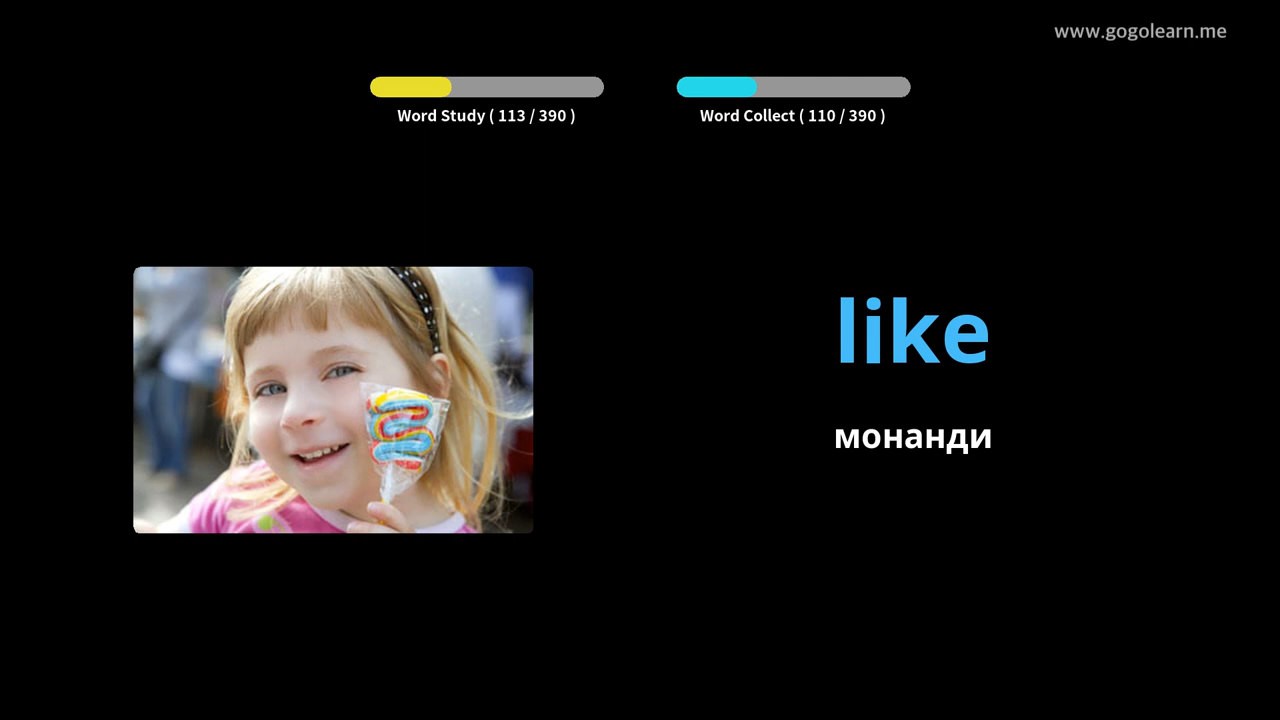 www.gogolearn.me
Word Study ( 113 / 390 )
Word Collect ( 110 / 390 )
like
монанди